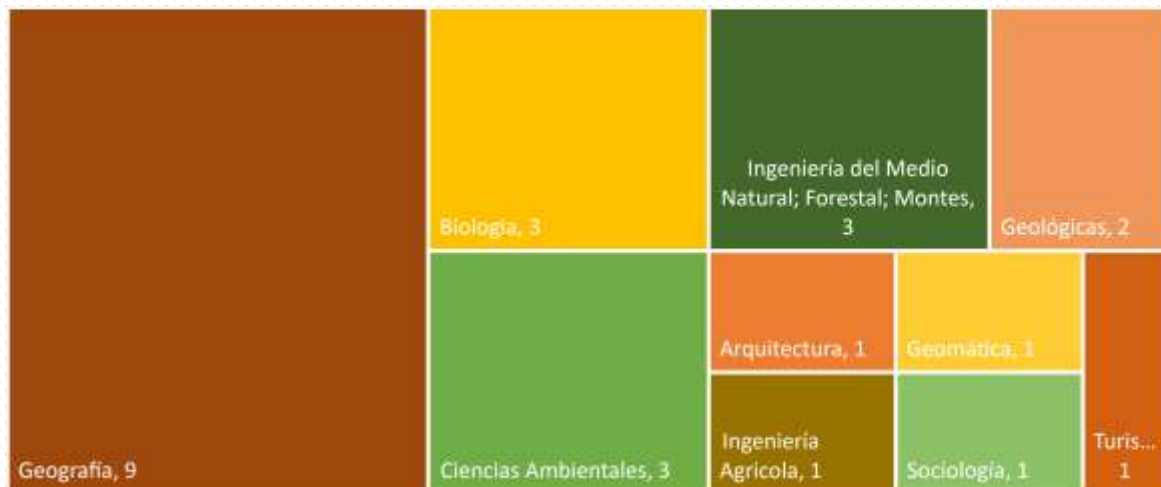 Geografía, 9
Biología, 3
Ciencias Ambientales, 3
Ingeniería del Medio
Natural; Forestal; Montes,
3
Geológicas, 2
Arquitectura, 1
Geomática, 1
Ingeniería
Agrícola, 1
Sociología, 1
Turis...
1